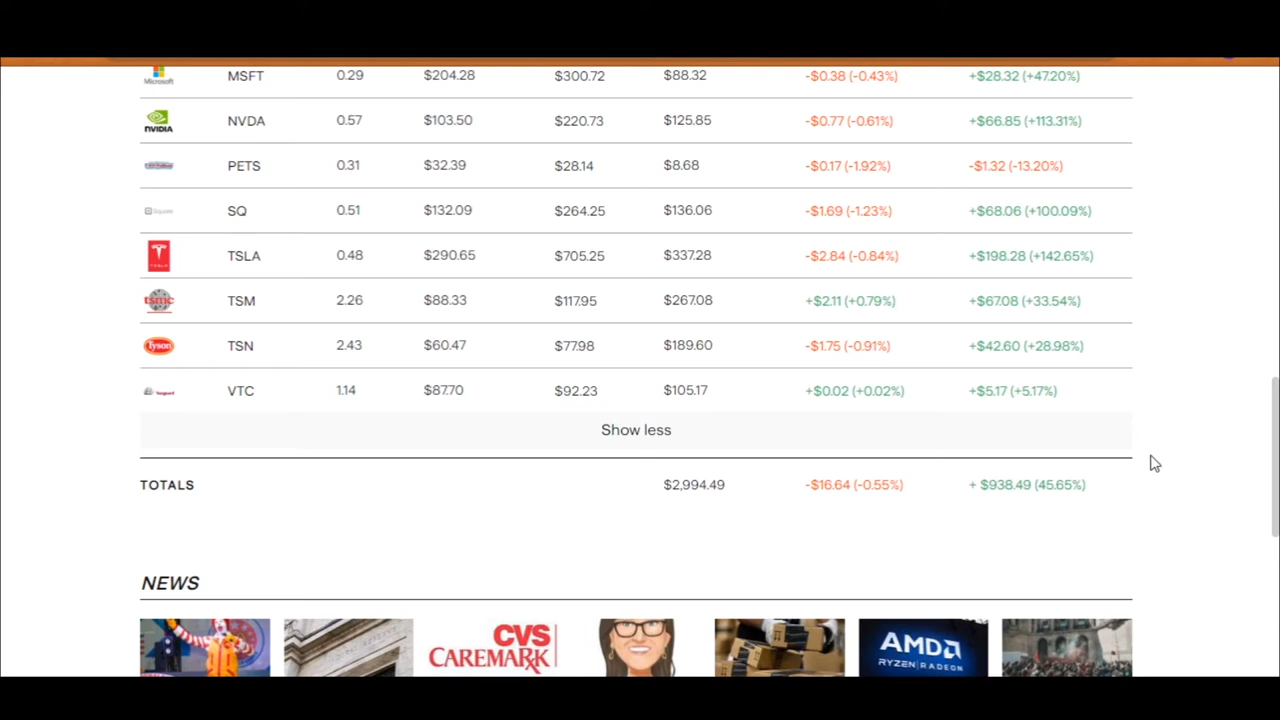 Microsoft MSFT 0.29 $204.28 $300.72 $88.32 -$0.38 (-0.43%) +$28.32 (+47.20%)
NVIDIA NVDA 0.57 $103.50 $220.73 $125.85 -$0.77 (-0.61%) +$66.85 (+113.31%)
PETS 0.31 $32.39 $28.14 $8.68 -$0.17 (-1.92%) -$1.32 (-13.20%)
Square SQ 0.51 $132.09 $264.25 $136.06 -$1.69 (-1.23%) +$68.06 (+100.09%)
TESLA TSLA 0.48 $290.65 $705.25 $337.28 -$2.84 (-0.84%) +$198.28 (+142.65%)
tsmc TSM 2.26 $88.33 $117.95 $267.08 +$2.11 (+0.79%) +$67.08 (+33.54%)
Tyson TSN 2.43 $60.47 $77.98 $189.60 -$1.75 (-0.91%) +$42.60 (+28.98%)
VTC 1.14 $87.70 $92.23 $105.17 +$0.02 (+0.02%) +$5.17 (+5.17%)
Show less
TOTALS $2,994.49 -$16.64 (-0.55%) + $938.49 (45.65%)
NEWS
CVS
CAREMARK
AMD
RYZEN | RADEON